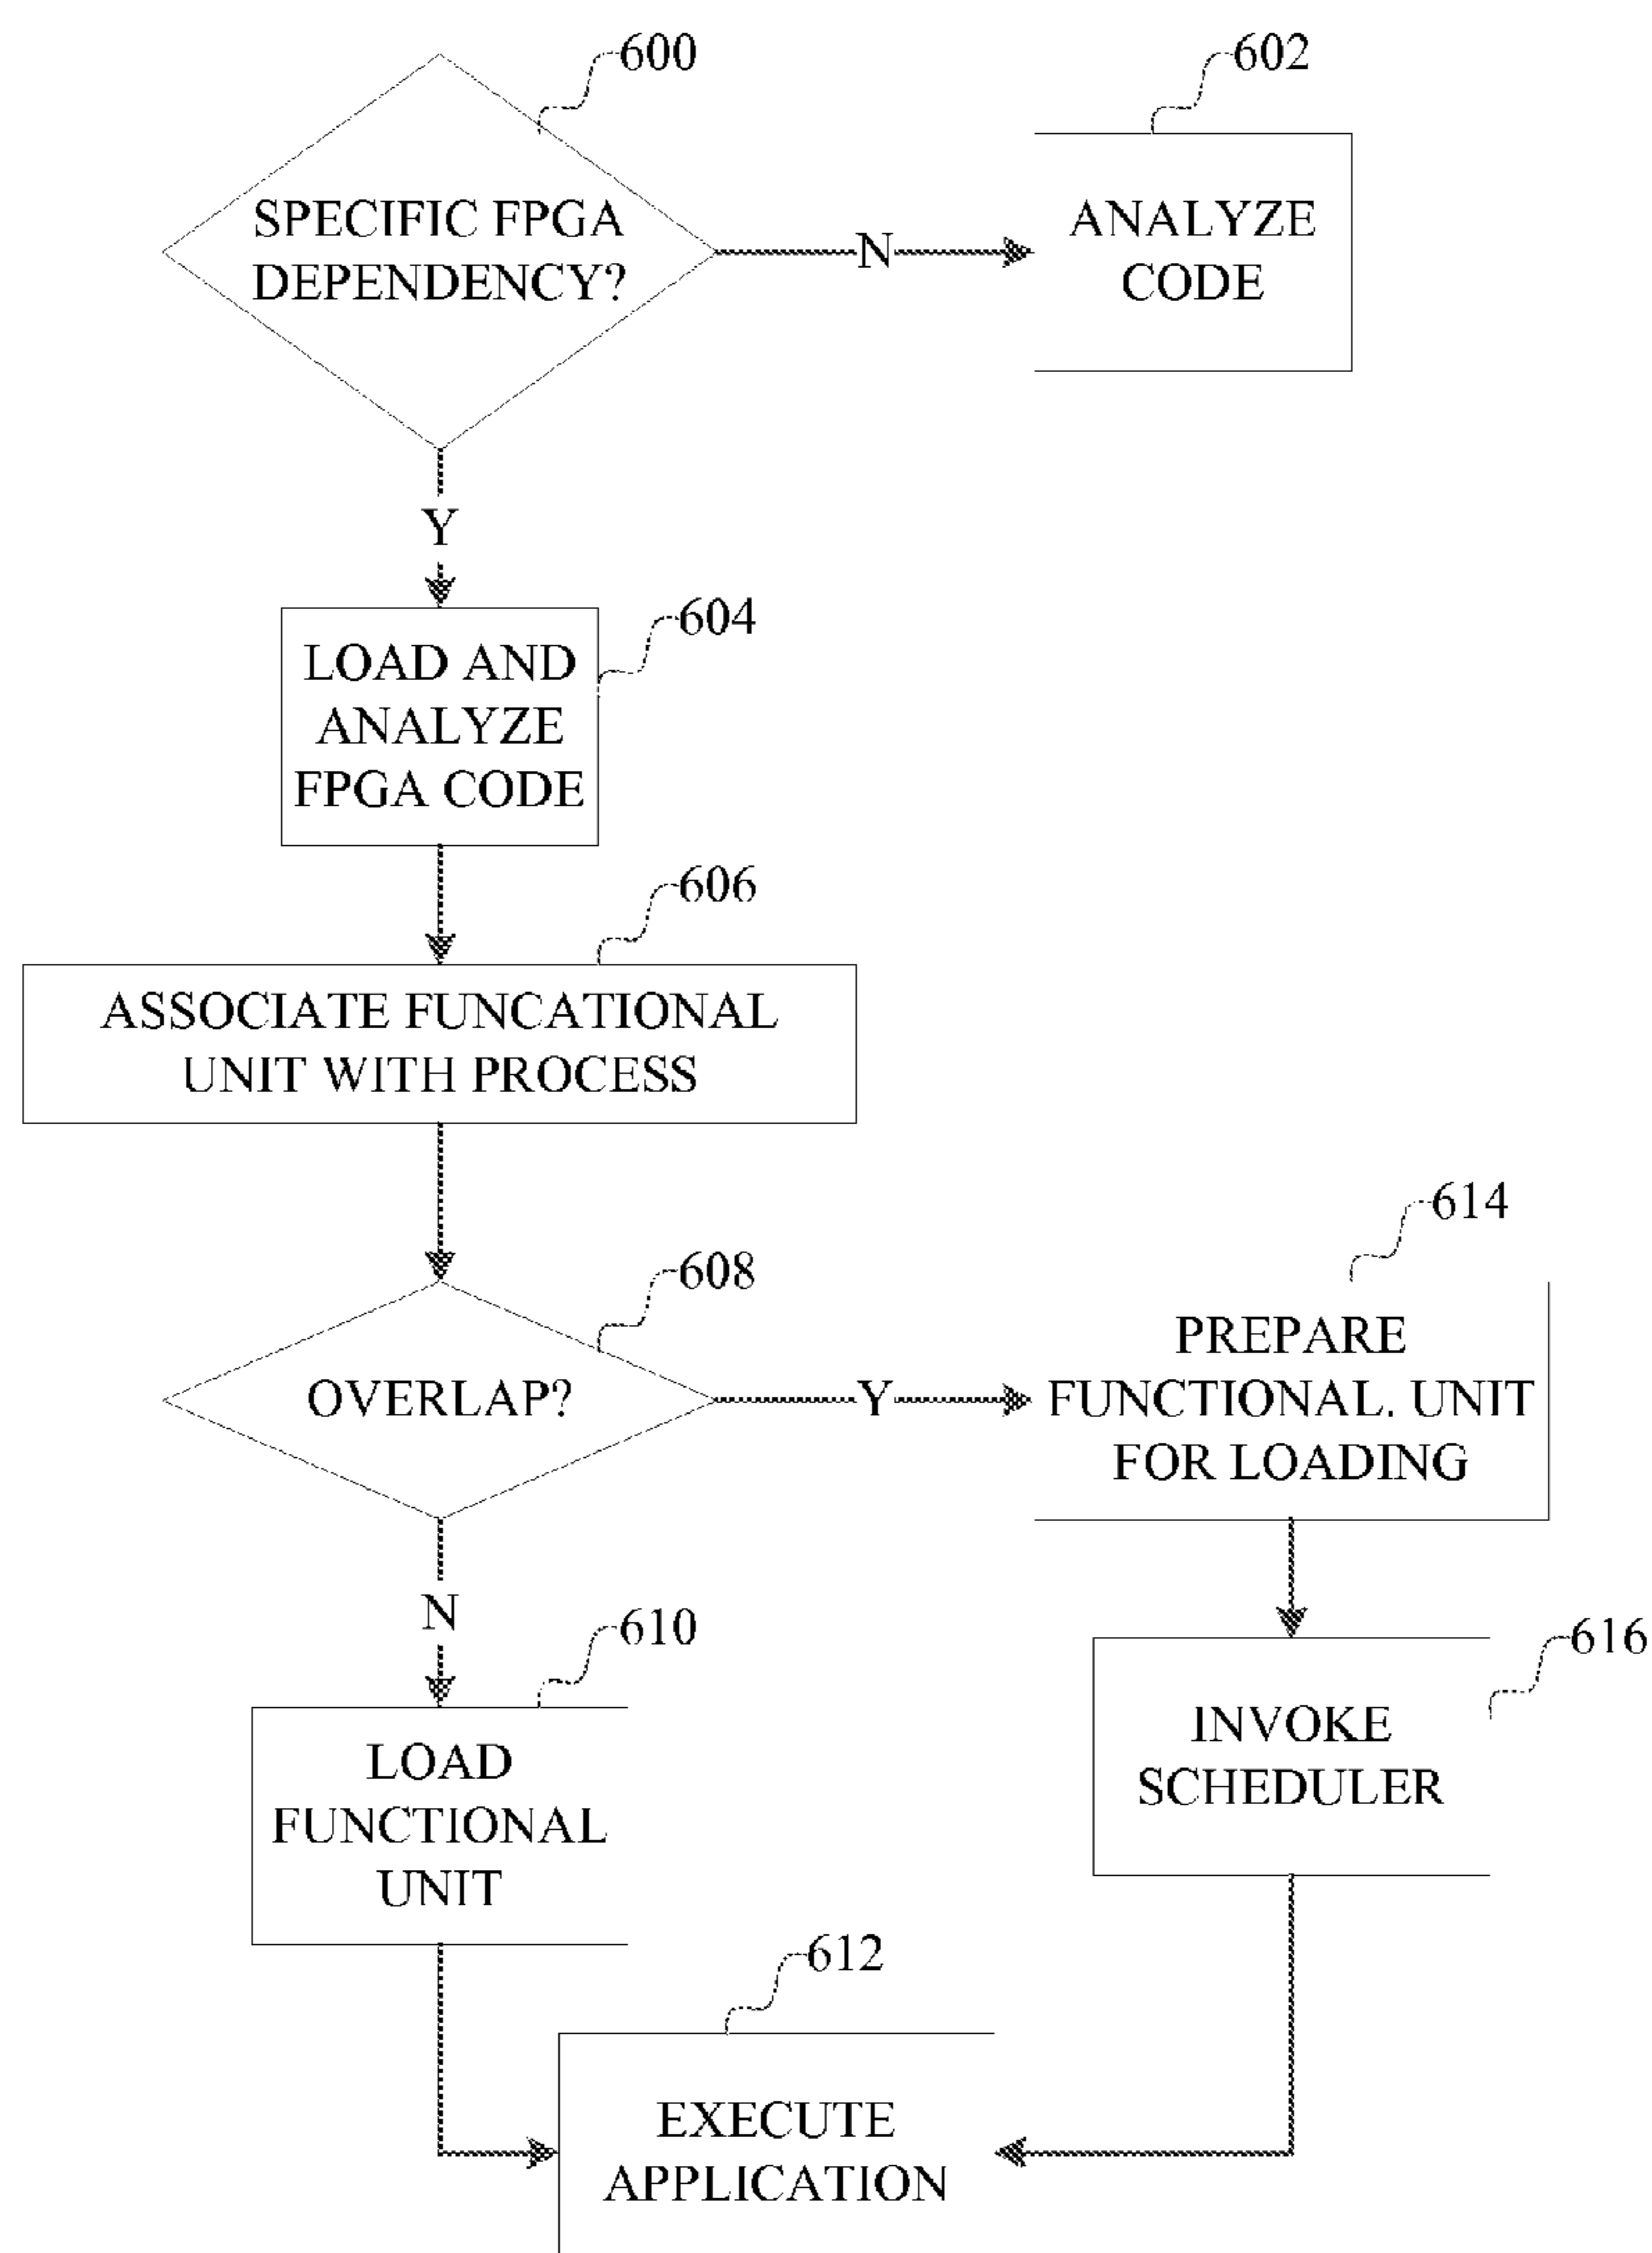 600
602
SPECIFIC FPGA
DEPENDENCY?
N
ANALYZE
CODE
Y
604
LOAD AND
ANALYZE
FPGA CODE
606
ASSOCIATE FUNCATIONAL
UNIT WITH PROCESS
608
OVERLAP?
Y
614
PREPARE
FUNCTIONAL. UNIT
FOR LOADING
N
610
LOAD
FUNCTIONAL
UNIT
616
INVOKE
SCHEDULER
612
EXECUTE
APPLICATION